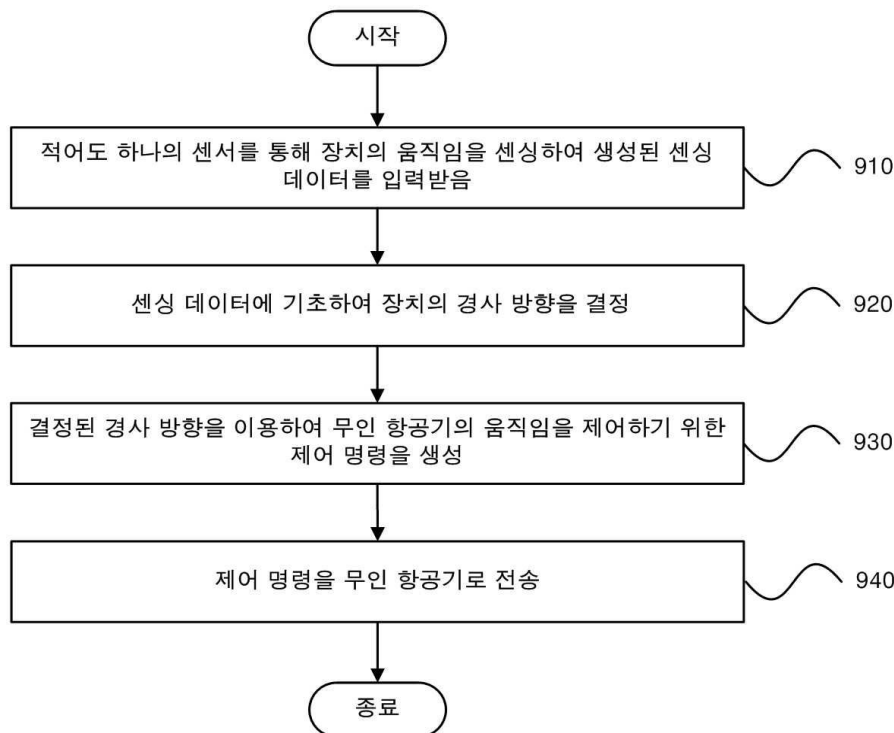 시작
적어도 하나의 센서를 통해 장치의 움직임을 센싱하여 생성된 센싱
데이터를 입력받음
910
센싱 데이터에 기초하여 장치의 경사 방향을 결정
920
결정된 경사 방향을 이용하여 무인 항공기의 움직임을 제어하기 위한
제어 명령을 생성
930
제어 명령을 무인 항공기로 전송
940
종료